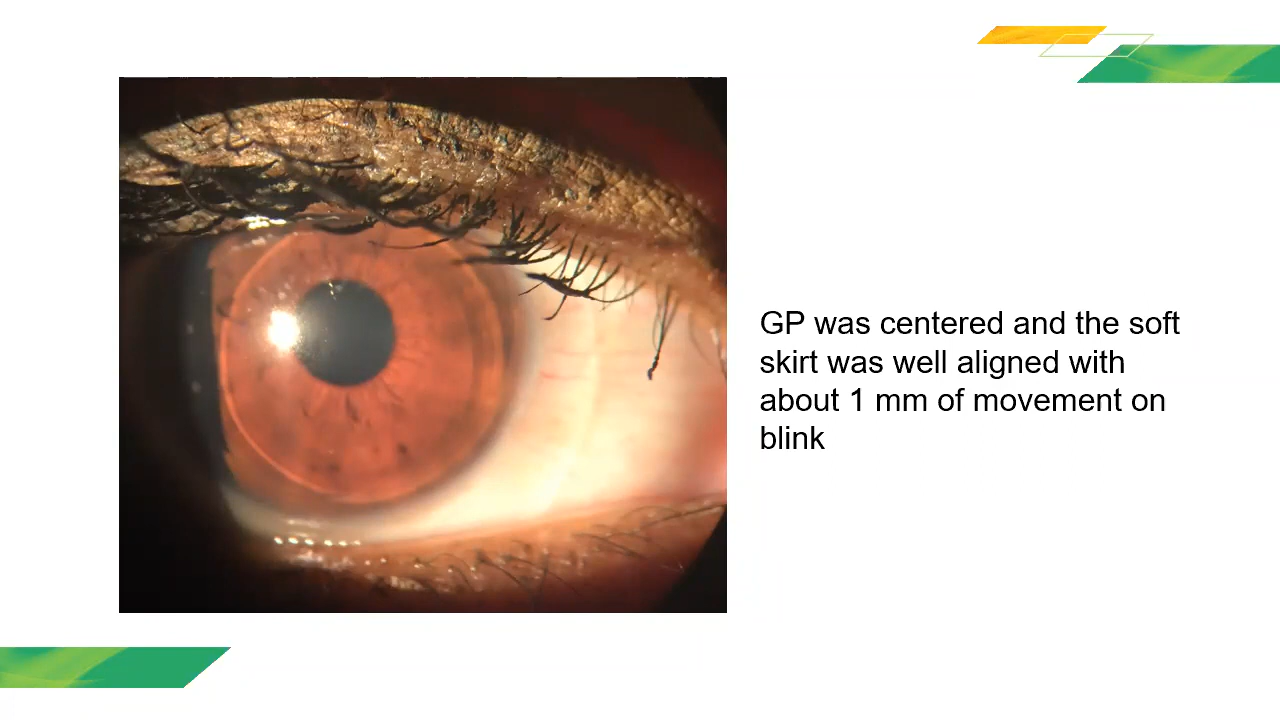 GP was centered and the soft
skirt was well aligned with
about 1 mm of movement on
blink